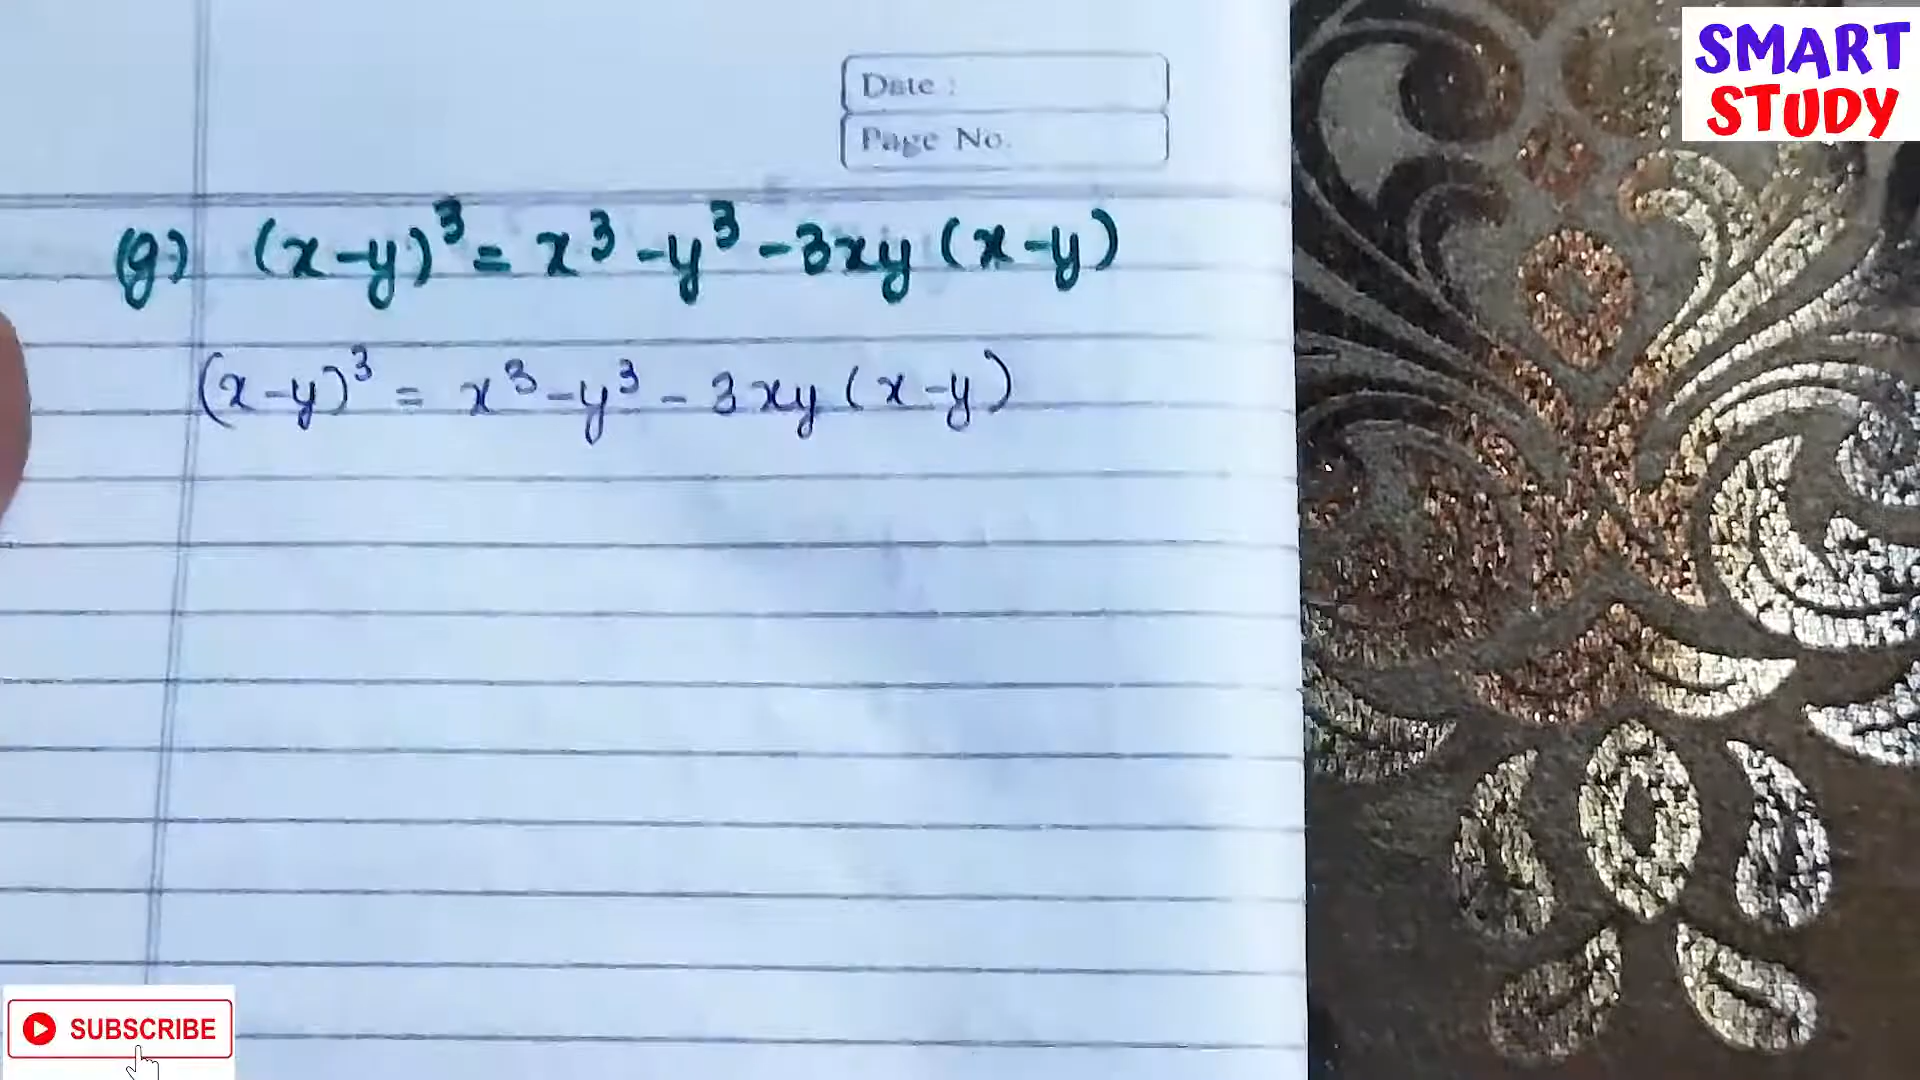 SMART
STUDY
Date :
Page No.
(g) (x-y)³ = x³ - y³ - 3xy (x-y)
(x-y)³ = x³ - y³ - 3xy (x-y)
SUBSCRIBE